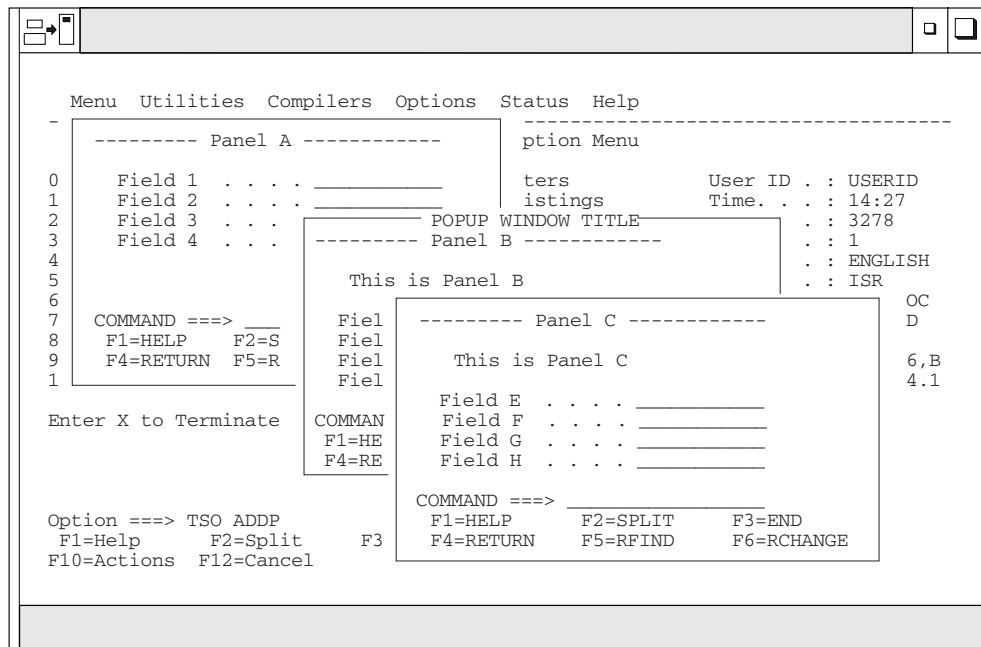 Menu  Utilities  Compilers  Options  Status  Help
- -------------------------------------
--------- Panel A ------------ ption Menu
0 Field 1 . . . . ___________ ters User ID . : USERID
1 Field 2 . . . . ___________ istings Time. . . : 14:27
2 Field 3 . . . POPUP WINDOW TITLE . : 3278
3 Field 4 . . . --------- Panel B ------------ . : 1
4 . : ENGLISH
5 This is Panel B . : ISR
6 OC
7 COMMAND ===> ___ Fiel --------- Panel C ------------ D
8 F1=HELP F2=S Fiel
9 F4=RETURN F5=R Fiel This is Panel C 6,B
1 Fiel 4.1
Field E . . . . ___________
Enter X to Terminate COMMAN Field F . . . . ___________
F1=HE Field G . . . . ___________
F4=RE Field H . . . . ___________
COMMAND ===> _________________
Option ===> TSO ADDP F1=HELP F2=SPLIT F3=END
F1=Help F2=Split F3 F4=RETURN F5=RFIND F6=RCHANGE
F10=Actions F12=Cancel